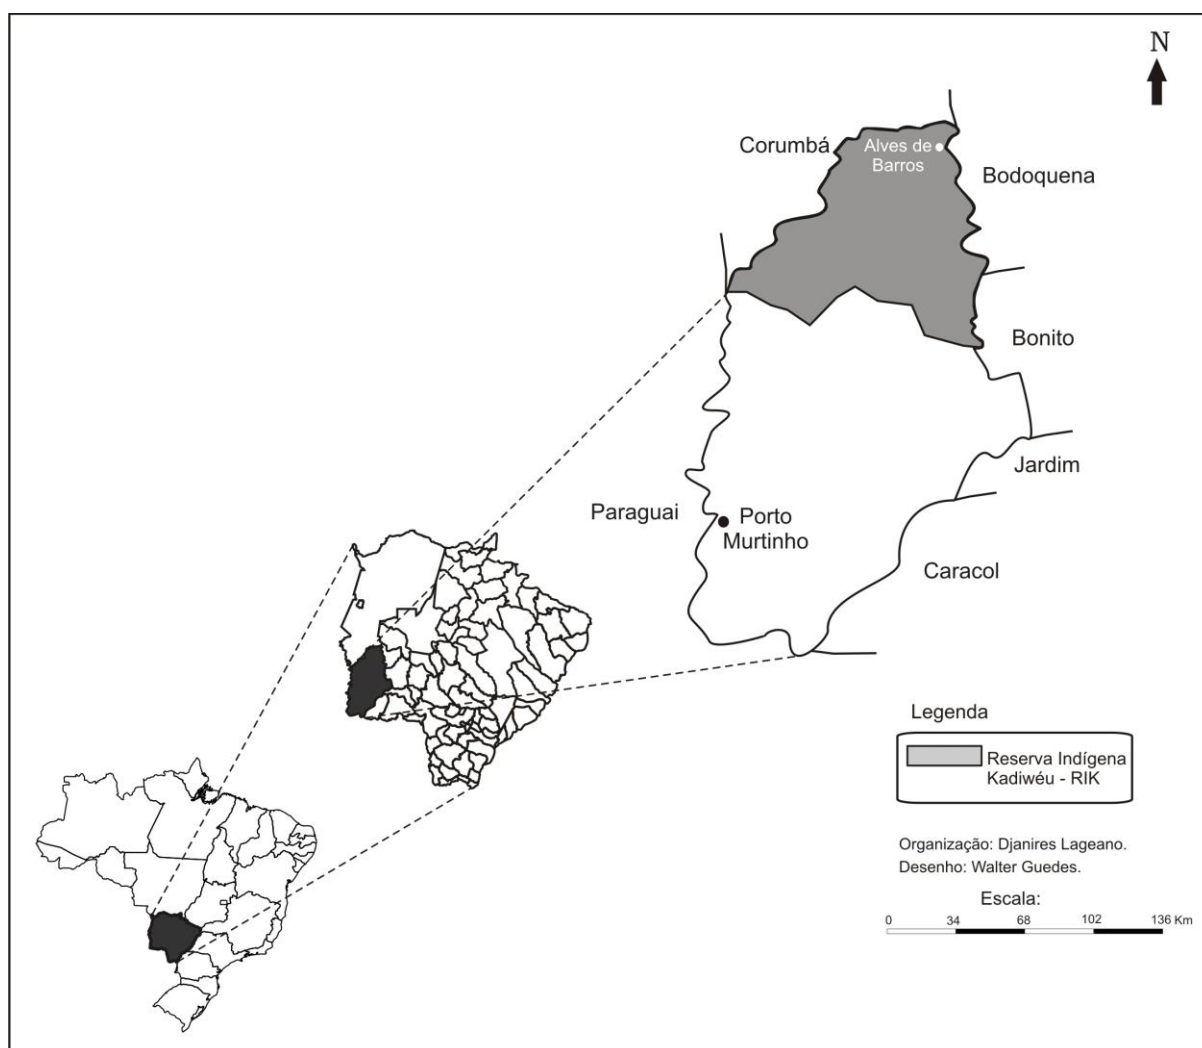 N
Corumbá
Alves de
Barros
Bodoquena
Bonito
Jardim
Paraguai
Porto
Murtinho
Caracol
Legenda
Reserva Indígena
Kadiwéu - RIK
Organização: Djanires Lageano.
Desenho: Walter Guedes.
Escala:
0 34 68 102 136 Km